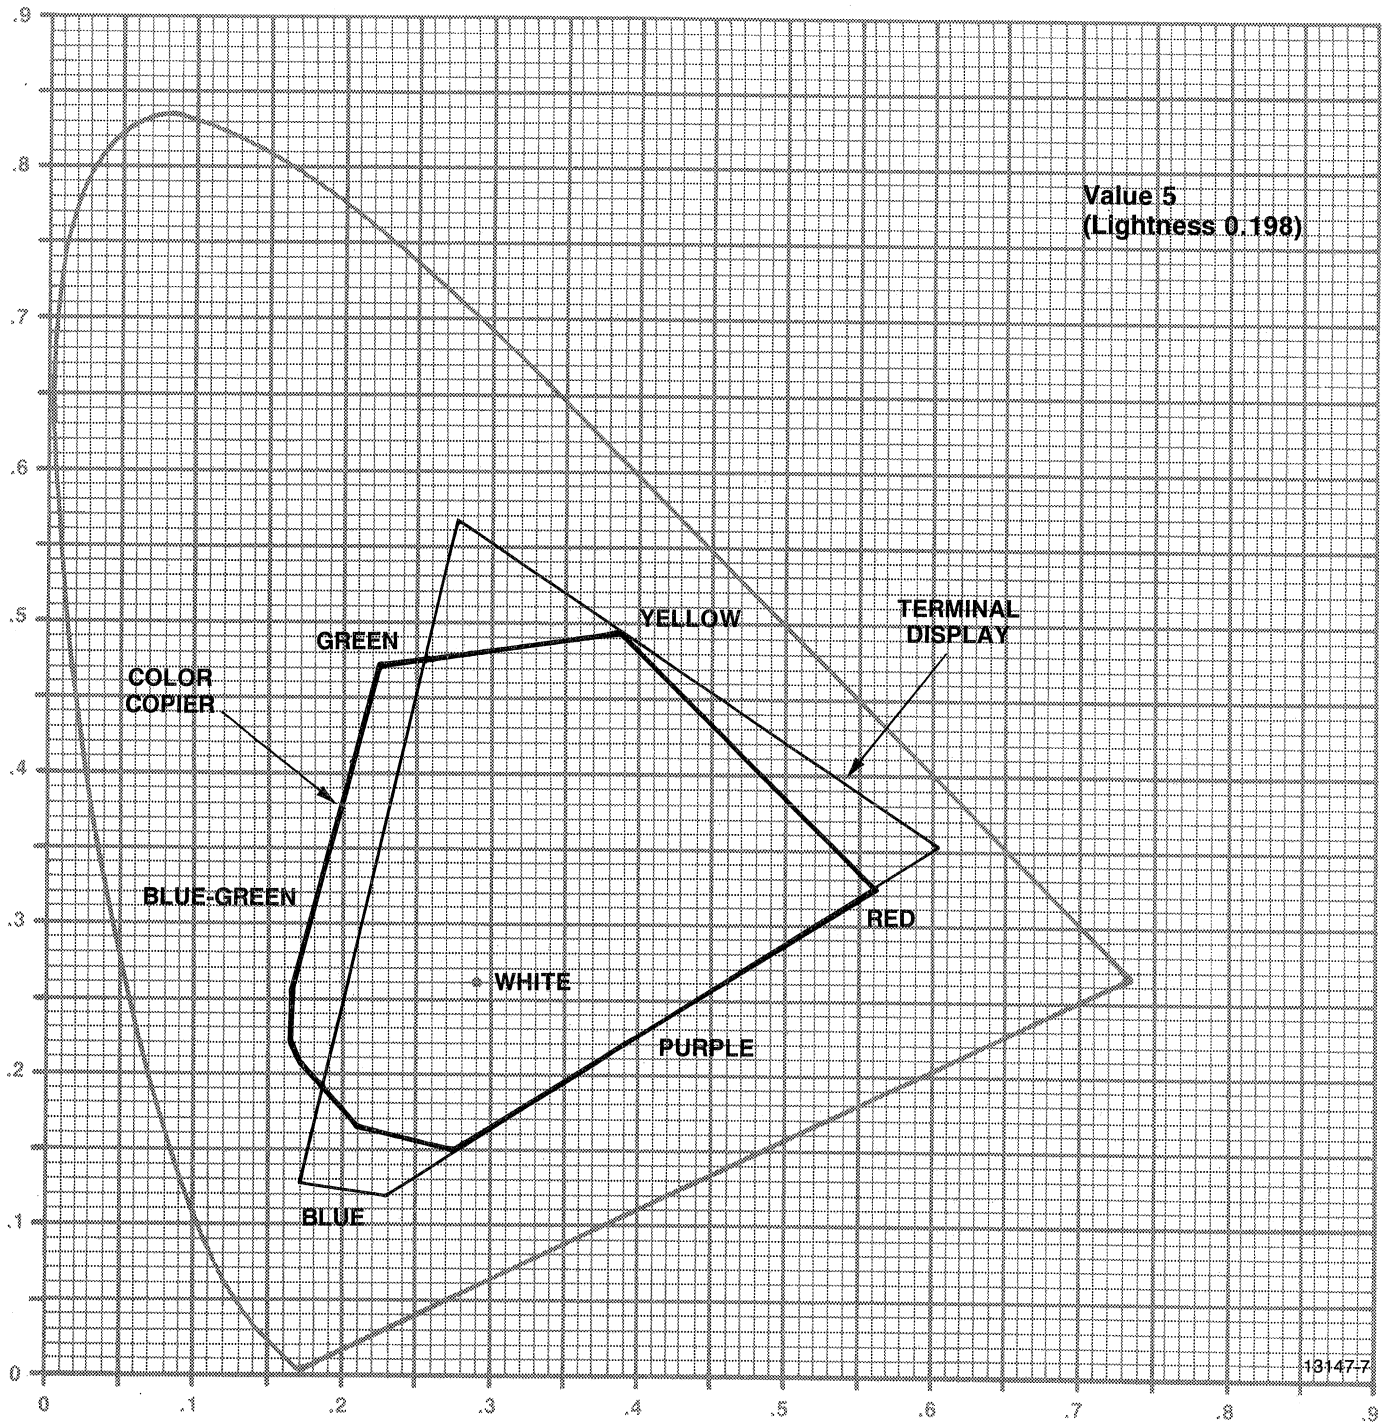 .9
.8
Value 5
(Lightness 0.198)
.7
.6
.5
YELLOW
TERMINAL
DISPLAY
GREEN
COLOR
COPIER
.4
BLUE-GREEN
.3
RED
WHITE
PURPLE
.2
BLUE
.1
0
13147-7
0 .1 .2 .3 .4 .5 .6 .7 .8 .9